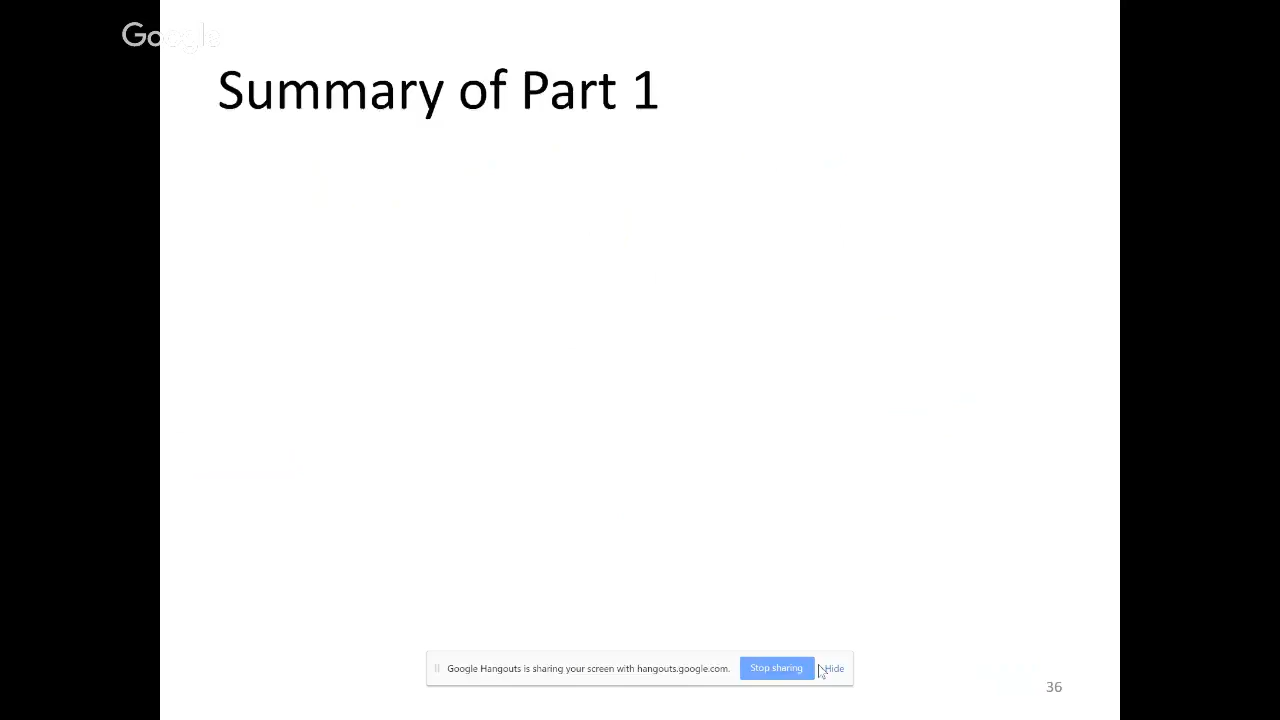 Google
Summary of Part 1
Google Hangouts is sharing your screen with hangouts.google.com.
Stop sharing
Hide
36